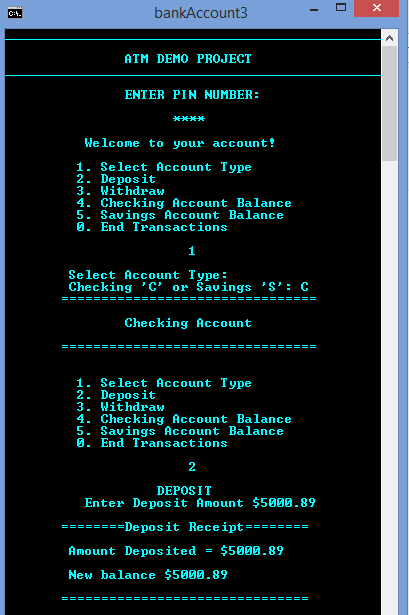 bankAccount3
ATM DEMO PROJECT
ENTER PIN NUMBER:
****
Welcome to your account!
1. Select Account Type
2. Deposit
3. Withdraw
4. Checking Account Balance
5. Savings Account Balance
0. End Transactions
1
Select Account Type:
Checking 'C' or Savings 'S': C
================================
Checking Account
================================
1. Select Account Type
2. Deposit
3. Withdraw
4. Checking Account Balance
5. Savings Account Balance
0. End Transactions
2
DEPOSIT
Enter Deposit Amount $5000.89
========Deposit Receipt========
Amount Deposited = $5000.89
New balance $5000.89
===============================